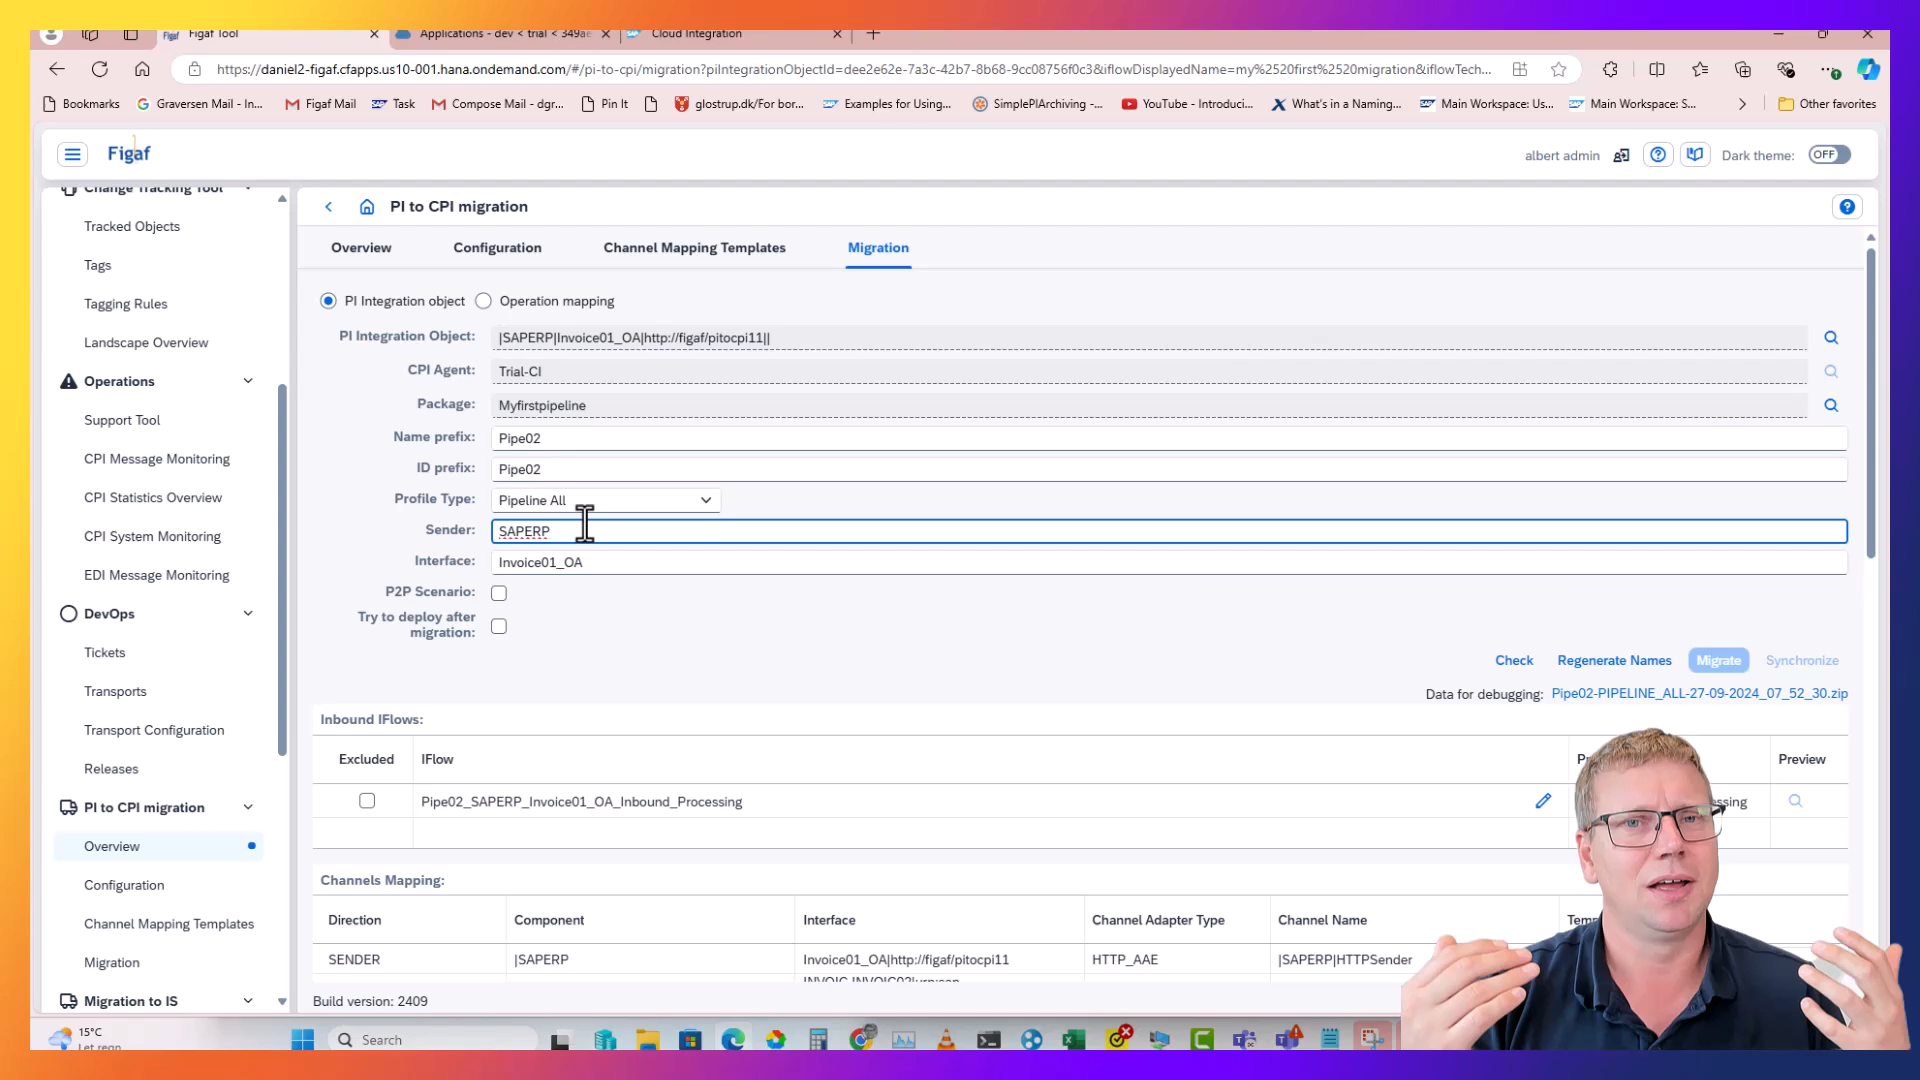 Figaf Tool
Applications - dev < trial < 349ae
Cloud Integration
https://daniel2-figaf.cfapps.us10-001.hana.ondemand.com/#/pi-to-cpi/migration?piIntegrationObjectId=dee2e62e-7a3c-42b7-8b68-9cc08756f0c3&iflowDisplayedName=my%2520first%2520migration&iflowTech...
Bookmarks
Graversen Mail - In...
Figaf Mail
Task
Compose Mail - dgr...
Pin It
glostrup.dk/For bor...
Examples for Using...
SimplePIArchiving -...
YouTube - Introduci...
What's in a Naming...
Main Workspace: Us...
Main Workspace: S...
Other favorites
Figaf
albert admin
Dark theme:
OFF
Change Tracking Tool
Tracked Objects
Tags
Tagging Rules
Landscape Overview
Operations
Support Tool
CPI Message Monitoring
CPI Statistics Overview
CPI System Monitoring
EDI Message Monitoring
DevOps
Tickets
Transports
Transport Configuration
Releases
PI to CPI migration
Overview
Configuration
Channel Mapping Templates
Migration
Migration to IS
PI to CPI migration
Overview
Configuration
Channel Mapping Templates
Migration
PI Integration object
Operation mapping
PI Integration Object: |SAPERP|Invoice01_OA|http://figaf/pitocpi11||
CPI Agent: Trial-CI
Package: Myfirstpipeline
Name prefix: Pipe02
ID prefix: Pipe02
Profile Type: Pipeline All
Sender: SAPERP
Interface: Invoice01_OA
P2P Scenario:
Try to deploy after
migration:
Check Regenerate Names Migrate Synchronize
Data for debugging: Pipe02-PIPELINE_ALL-27-09-2024_07_52_30.zip
Inbound IFlows:
Excluded IFlow Preview
Pipe02_SAPERP_Invoice01_OA_Inbound_Processing
Channels Mapping:
Direction Component Interface Channel Adapter Type Channel Name
SENDER |SAPERP Invoice01_OA|http://figaf/pitocpi11 HTTP_AAE |SAPERP|HTTPSender
Build version: 2409
15°C
Search